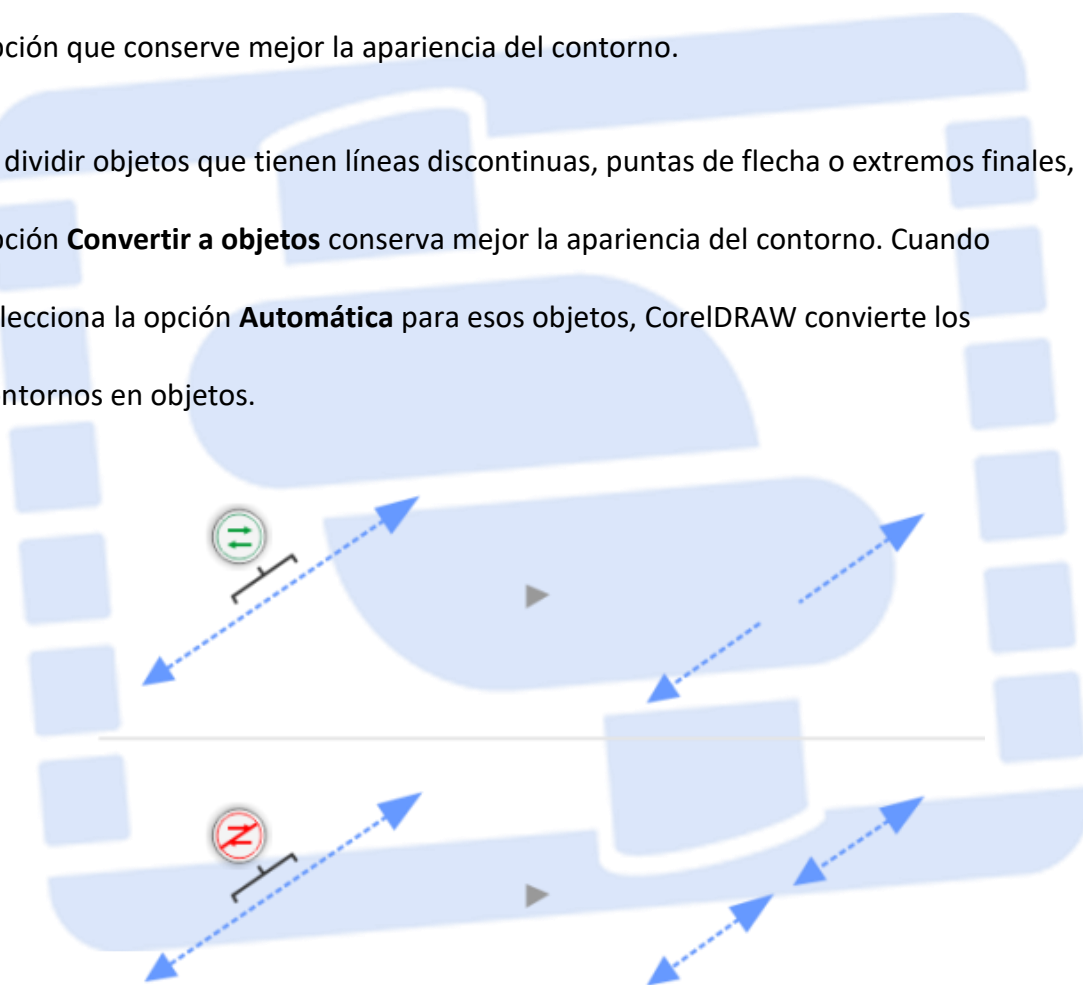 pción que conserve mejor la apariencia del contorno.
dividir objetos que tienen líneas discontinuas, puntas de flecha o extremos finales,
pción Convertir a objetos conserva mejor la apariencia del contorno. Cuando
lecciona la opción Automática para esos objetos, CorelDRAW convierte los
ntornos en objetos.